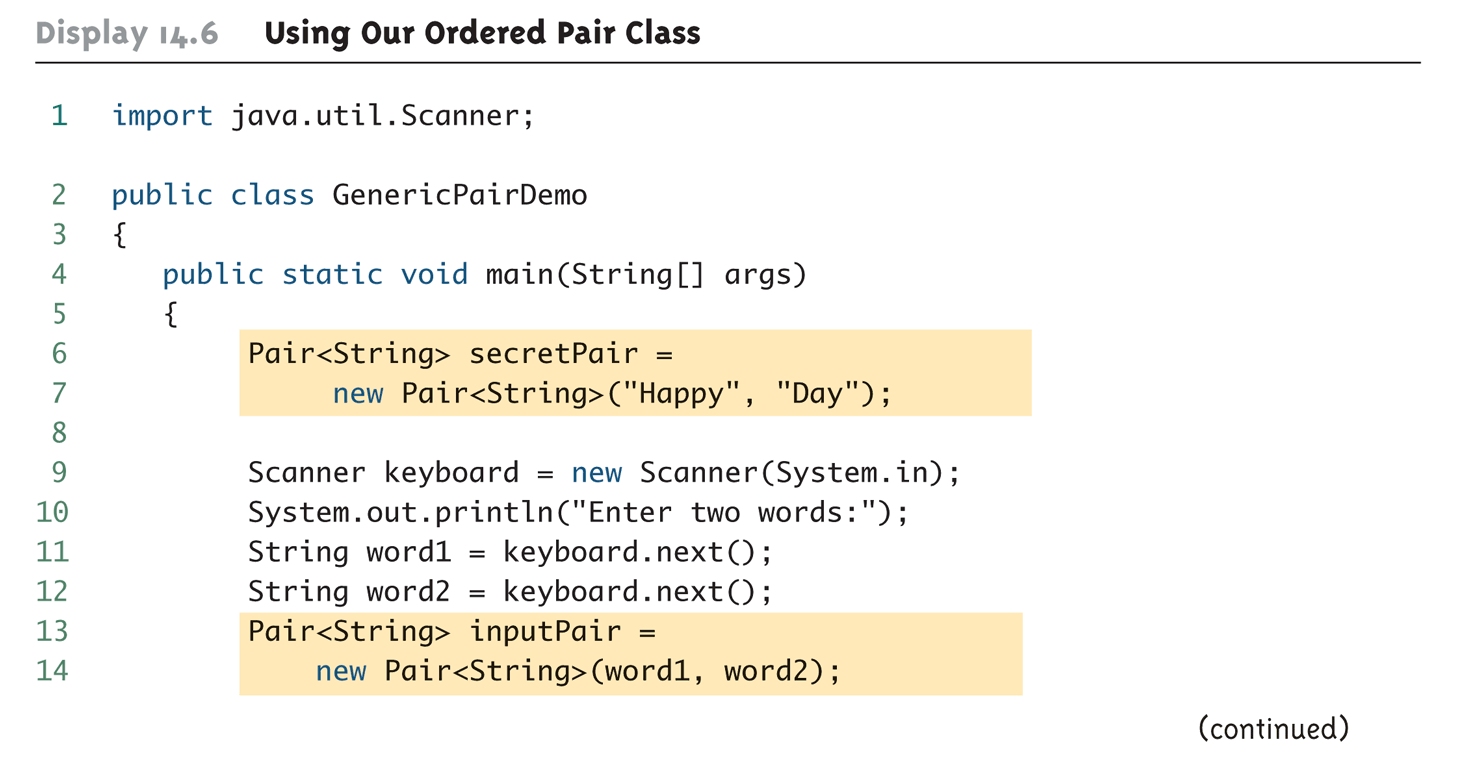 Display 14.6 Using Our Ordered Pair Class
1 import java.util.Scanner;
2 public class GenericPairDemo
3 {
4 public static void main(String[] args)
5 {
6 Pair<String> secretPair =
7 new Pair<String>("Happy", "Day");
8
9 Scanner keyboard = new Scanner(System.in);
10 System.out.println("Enter two words:");
11 String word1 = keyboard.next();
12 String word2 = keyboard.next();
13 Pair<String> inputPair =
14 new Pair<String>(word1, word2);
(continued)